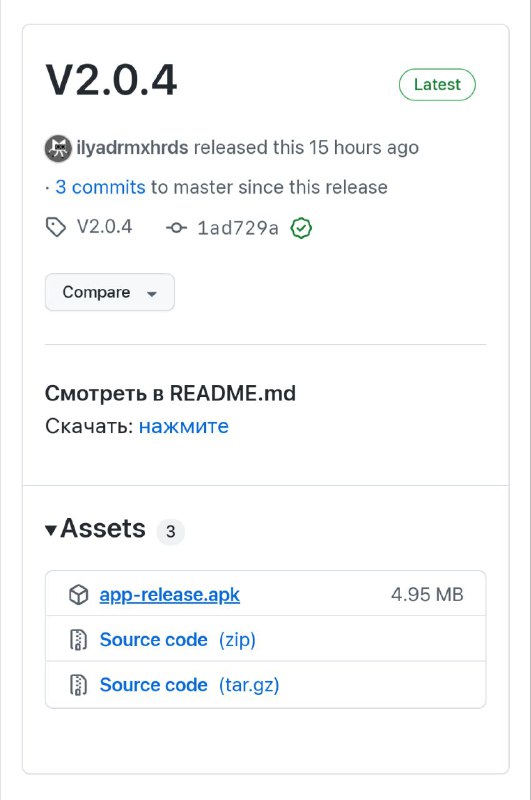 V2.0.4
Latest
ilyadrmxhrds released this 15 hours ago
· 3 commits to master since this release
V2.0.4 1ad729a
Compare
Смотреть в README.md
Скачать: нажмите
Assets 3
app-release.apk 4.95 MB
Source code (zip)
Source code (tar.gz)